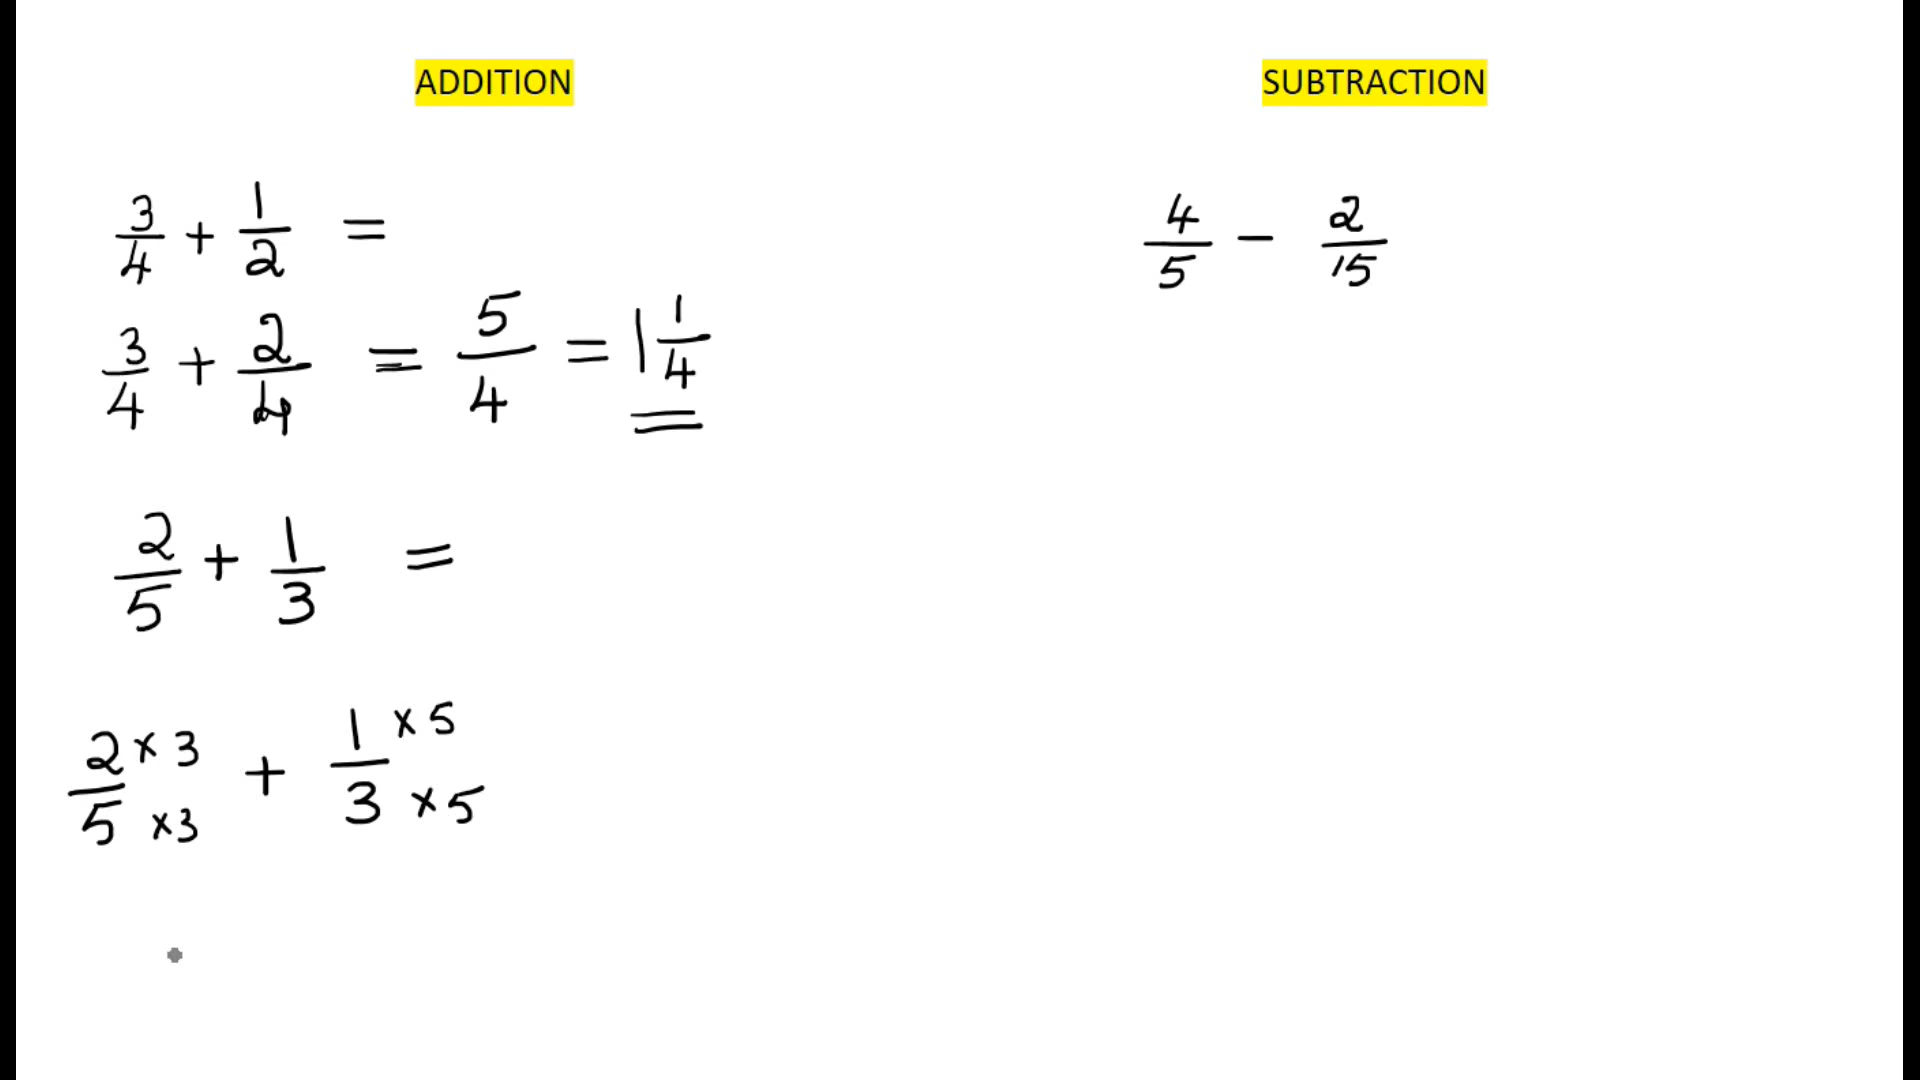 ADDITION
3/4 + 1/2 =
3/4 + 2/4 = 5/4 = 1 1/4
2/5 + 1/3 =
2 × 3/5 × 3 + 1 × 5/3 × 5
SUBTRACTION
4/5 − 2/15